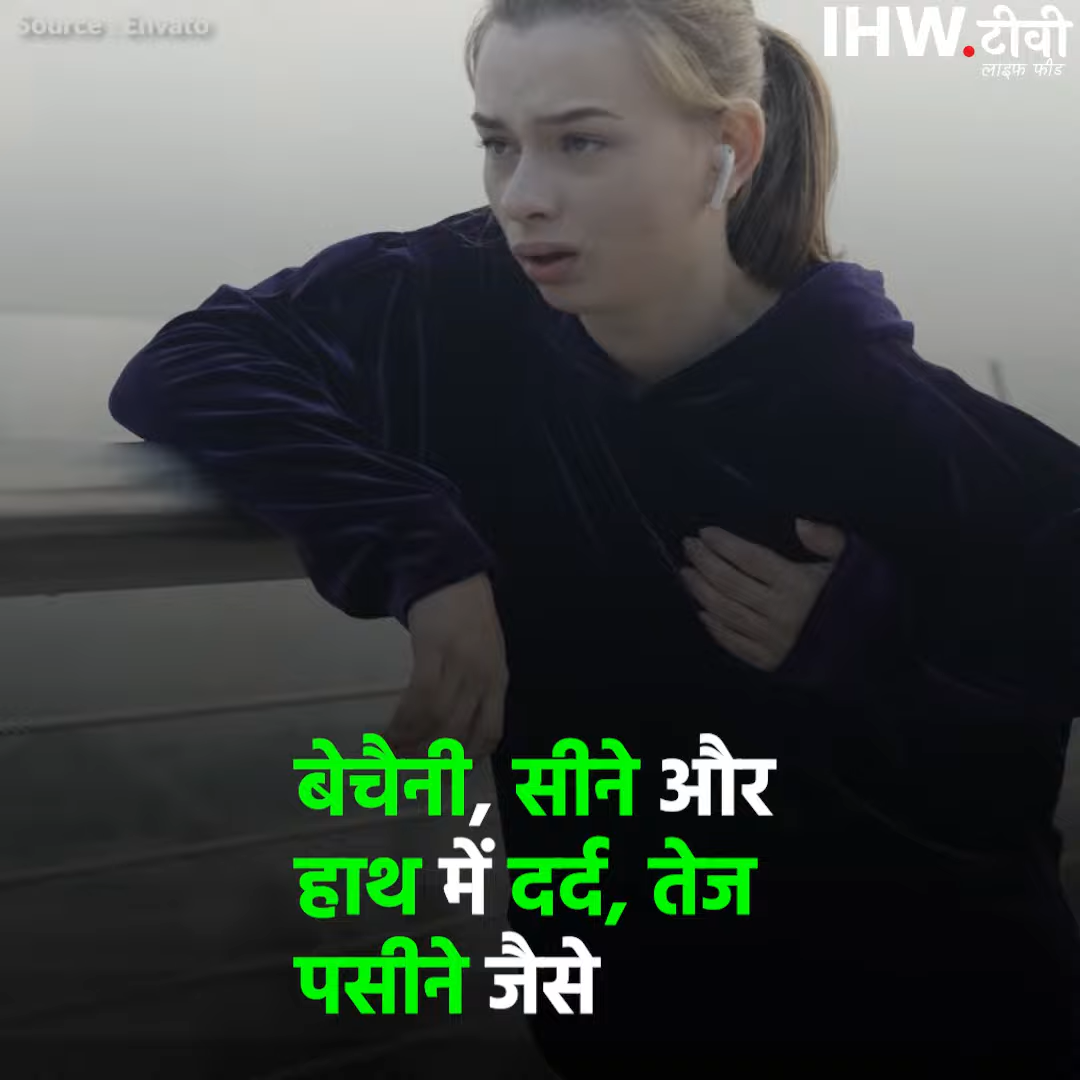 Source : Envato
IHW.टीवी
लाइफ फीड
बेचैनी, सीने और
हाथ में दर्द, तेज
पसीने जैसे